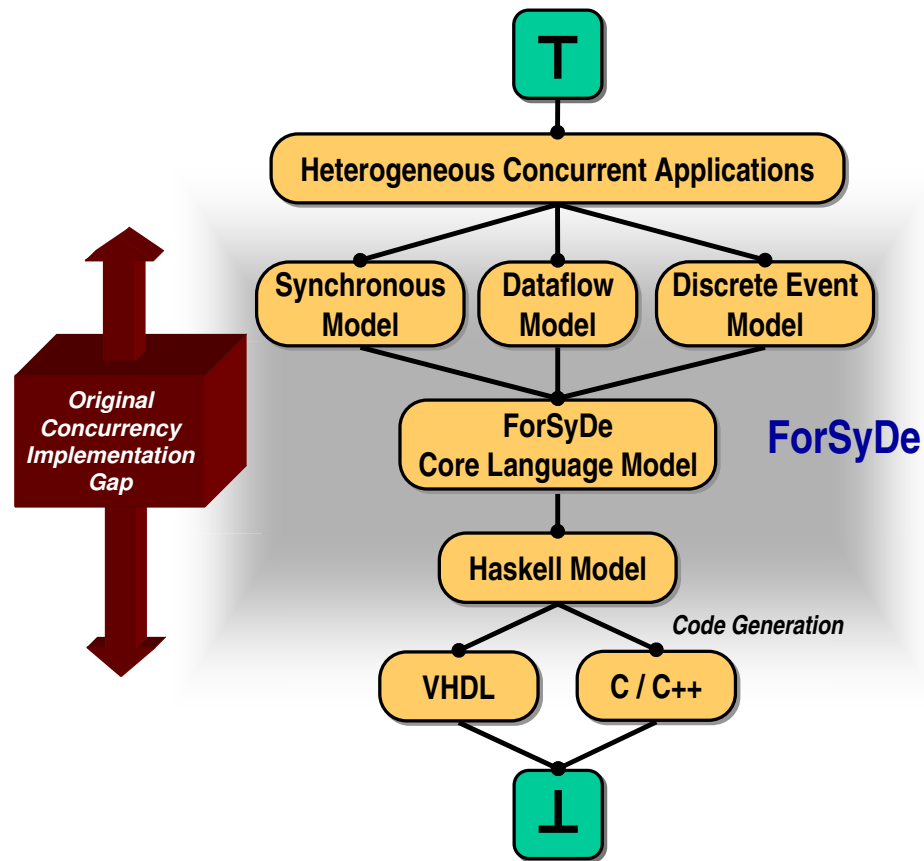 ⊤
Heterogeneous Concurrent Applications
Synchronous
Model
Dataflow
Model
Discrete Event
Model
Original
Concurrency
Implementation
Gap
ForSyDe
Core Language Model
ForSyDe
Haskell Model
Code Generation
VHDL
C / C++
⊥